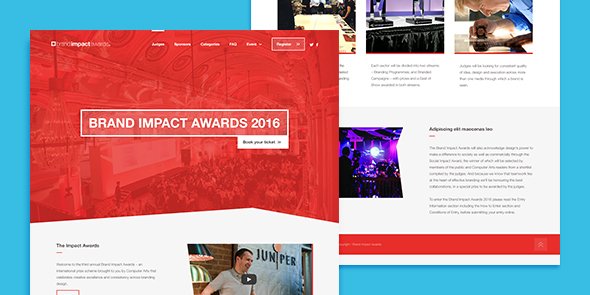 brandimpactawards
Judges
Sponsors
Categories
FAQ
Event
Register
BRAND IMPACT AWARDS 2016
Book your ticket
The Impact Awards
Welcome to the third annual Brand Impact Awards – an
international prize scheme brought to you by Computer Arts that
celebrates creative excellence and consistency across branding
design.
JUNIPER
Each sector will be divided into two streams
– Branding Programmes and Branded
Campaigns – with prizes and a Best of
Show awarded in both streams.
Judges will be looking for consistent quality
of idea, design and execution across more
than one media through which a brand is
seen.
Adipiscing elit maecenas leo
The Brand Impact Awards will also acknowledge design's power to
make a difference to society as well as commercially through the
Social Impact Award, the winner of which will be selected by
members of the public and Computer Arts readers from a shortlist
compiled by the judges. And because we know that teamwork lies
at the heart of effective branding we'll be honouring the best
collaborations, in a special prize to be awarded by the judges.
To enter the Brand Impact Awards 2016 please read the Entry
Information section including the How to Enter section and
Conditions of Entry before submitting your entry online.
Brand Impact awards